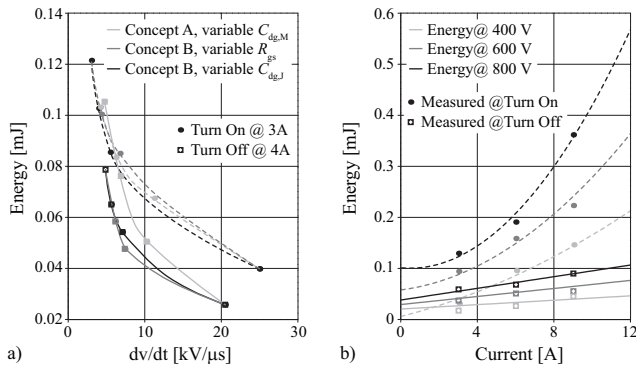 Concept A, variable C_dg,M
Concept B, variable R_gs
Concept B, variable C_dg,J
Turn On @ 3A
Turn Off @ 4A
Energy [mJ]
0.14
0.12
0.1
0.08
0.06
0.04
0.02
0 10 20 30
dv/dt [kV/µs]
a)
Energy@ 400 V
Energy@ 600 V
Energy@ 800 V
Measured @Turn On
Measured @Turn Off
Energy [mJ]
0.6
0.5
0.4
0.3
0.2
0.1
0
0 4 8 12
Current [A]
b)